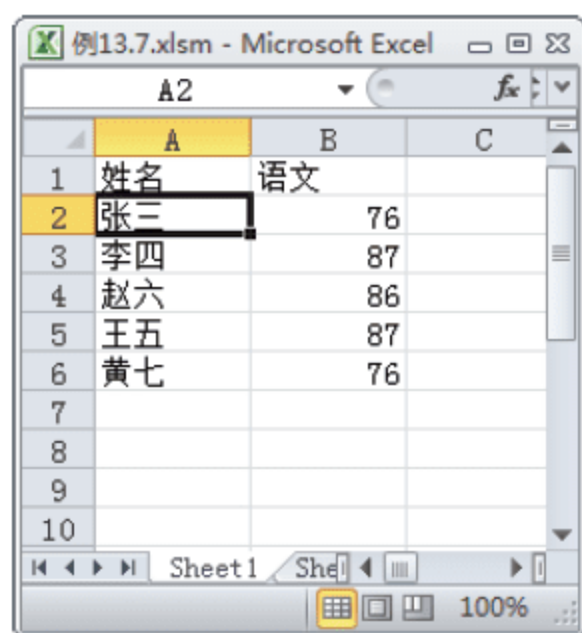 例13.7.xlsm - Microsoft Excel
A2 fx
A B C
1 姓名 语文
2 张三 76
3 李四 87
4 赵六 86
5 王五 87
6 黄七 76
7
8
9
10
Sheet1 She
100%